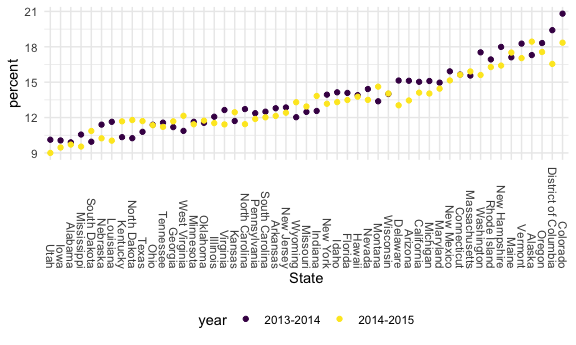 21
18
15
12
9
percent
Utah
Iowa
Alabama
Mississippi
South Dakota
Nebraska
Louisiana
Kentucky
North Dakota
Texas
Ohio
Tennessee
Georgia
West Virginia
Minnesota
Oklahoma
Illinois
Virginia
Kansas
North Carolina
Pennsylvania
South Carolina
Arkansas
New Jersey
Wyoming
Missouri
Indiana
New York
Idaho
Florida
Hawaii
Nevada
Montana
Wisconsin
Delaware
Arizona
California
Michigan
Maryland
New Mexico
Connecticut
Massachusetts
Washington
Rhode Island
New Hampshire
Maine
Vermont
Alaska
Oregon
District of Columbia
Colorado
State
year 2013-2014 2014-2015